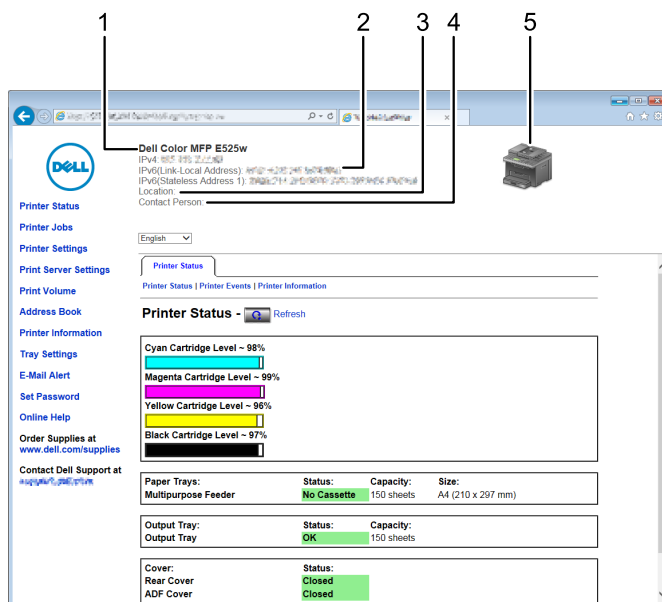 1 2 3 4 5
Dell Color MFP E525w
IPv4:
IPv6(Link-Local Address):
IPv6(Stateless Address 1):
Location:
Contact Person:
DELL
English
Printer Status
Printer Jobs
Printer Settings
Print Server Settings
Print Volume
Address Book
Printer Information
Tray Settings
E-Mail Alert
Set Password
Online Help
Order Supplies at
www.dell.com/supplies
Contact Dell Support at
Printer Status
Printer Status | Printer Events | Printer Information
Printer Status - Refresh
Cyan Cartridge Level ~ 98%
Magenta Cartridge Level ~ 99%
Yellow Cartridge Level ~ 96%
Black Cartridge Level ~ 97%
Paper Trays: Status: Capacity: Size:
Multipurpose Feeder No Cassette 150 sheets A4 (210 x 297 mm)
Output Tray: Status: Capacity:
Output Tray OK 150 sheets
Cover: Status:
Rear Cover Closed
ADF Cover Closed